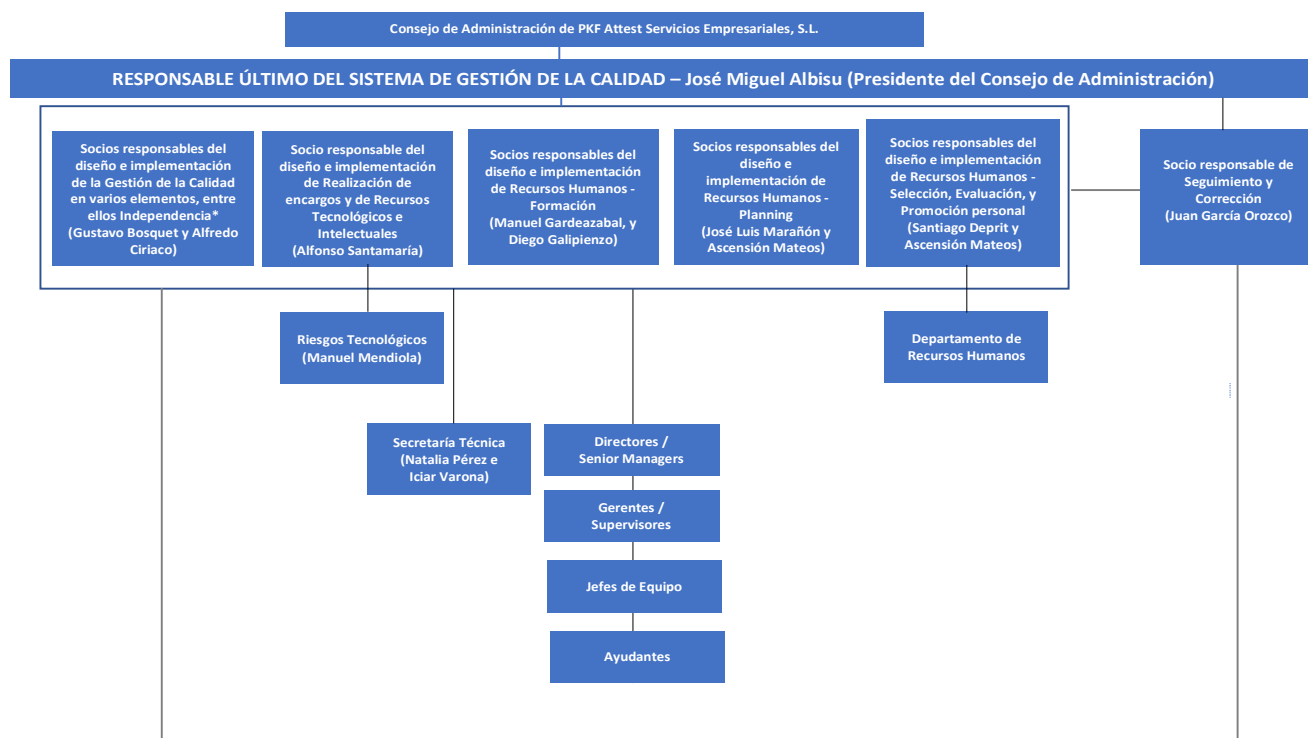 Consejo de Administración de PKF Attest Servicios Empresariales, S.L.
RESPONSABLE ÚLTIMO DEL SISTEMA DE GESTIÓN DE LA CALIDAD – José Miguel Albisu (Presidente del Consejo de Administración)
Socios responsables del
diseño e implementación
de la Gestión de la Calidad
en varios elementos, entre
ellos Independencia*
(Gustavo Bosquet y Alfredo
Ciriaco)
Socio responsable del
diseño e implementación
de Realización de
encargos y de Recursos
Tecnológicos e
Intelectuales
(Alfonso Santamaría)
Socios responsables del
diseño e implementación
de Recursos Humanos -
Formación
(Manuel Gardeazabal, y
Diego Galipienzo)
Socios responsables del
diseño e
implementación de
Recursos Humanos -
Planning
(José Luis Marañón y
Ascensión Mateos)
Socios responsables del
diseño e implementación
de Recursos Humanos -
Selección, Evaluación, y
Promoción personal
(Santiago Deprit y
Ascensión Mateos)
Socio responsable de
Seguimiento y
Corrección
(Juan García Orozco)
Riesgos Tecnológicos
(Manuel Mendiola)
Departamento de
Recursos Humanos
Secretaría Técnica
(Natalia Pérez e
Iciar Varona)
Directores /
Senior Managers
Gerentes /
Supervisores
Jefes de Equipo
Ayudantes